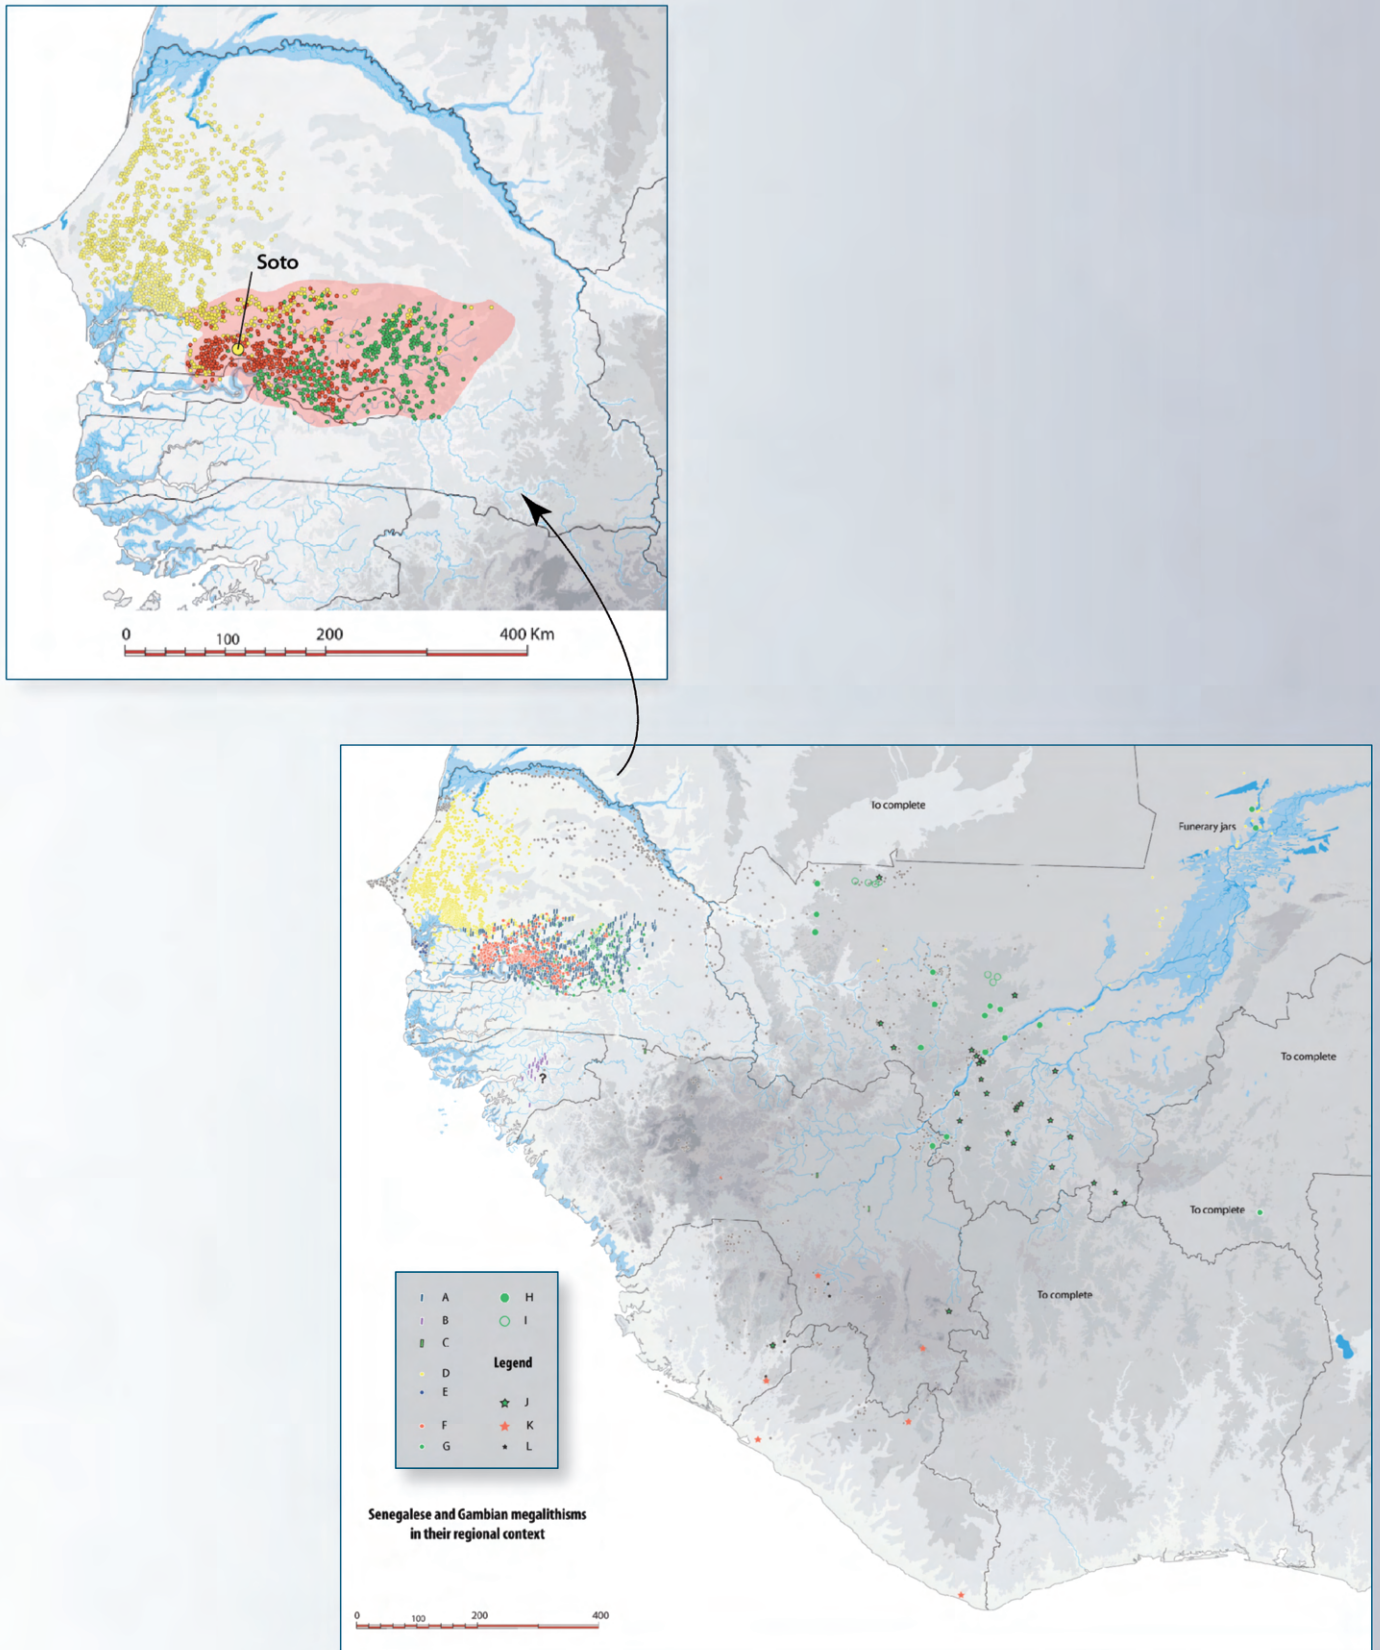 Soto
0
100
200
400 Km
To complete
Funerary jars
To complete
?
To complete
To complete
A
B
C
D
E
F
G
H
I
Legend
J
K
L
Senegalese and Gambian megalithisms
in their regional context
0
100
200
400